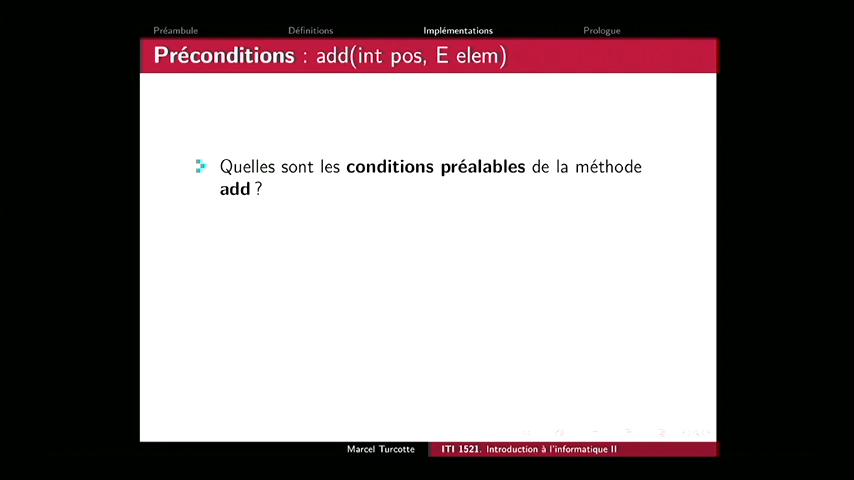 Préambule Définitions Implémentations Prologue
Préconditions : add(int pos, E elem)
Quelles sont les conditions préalables de la méthode
add ?
Marcel Turcotte ITI 1521. Introduction à l'informatique II